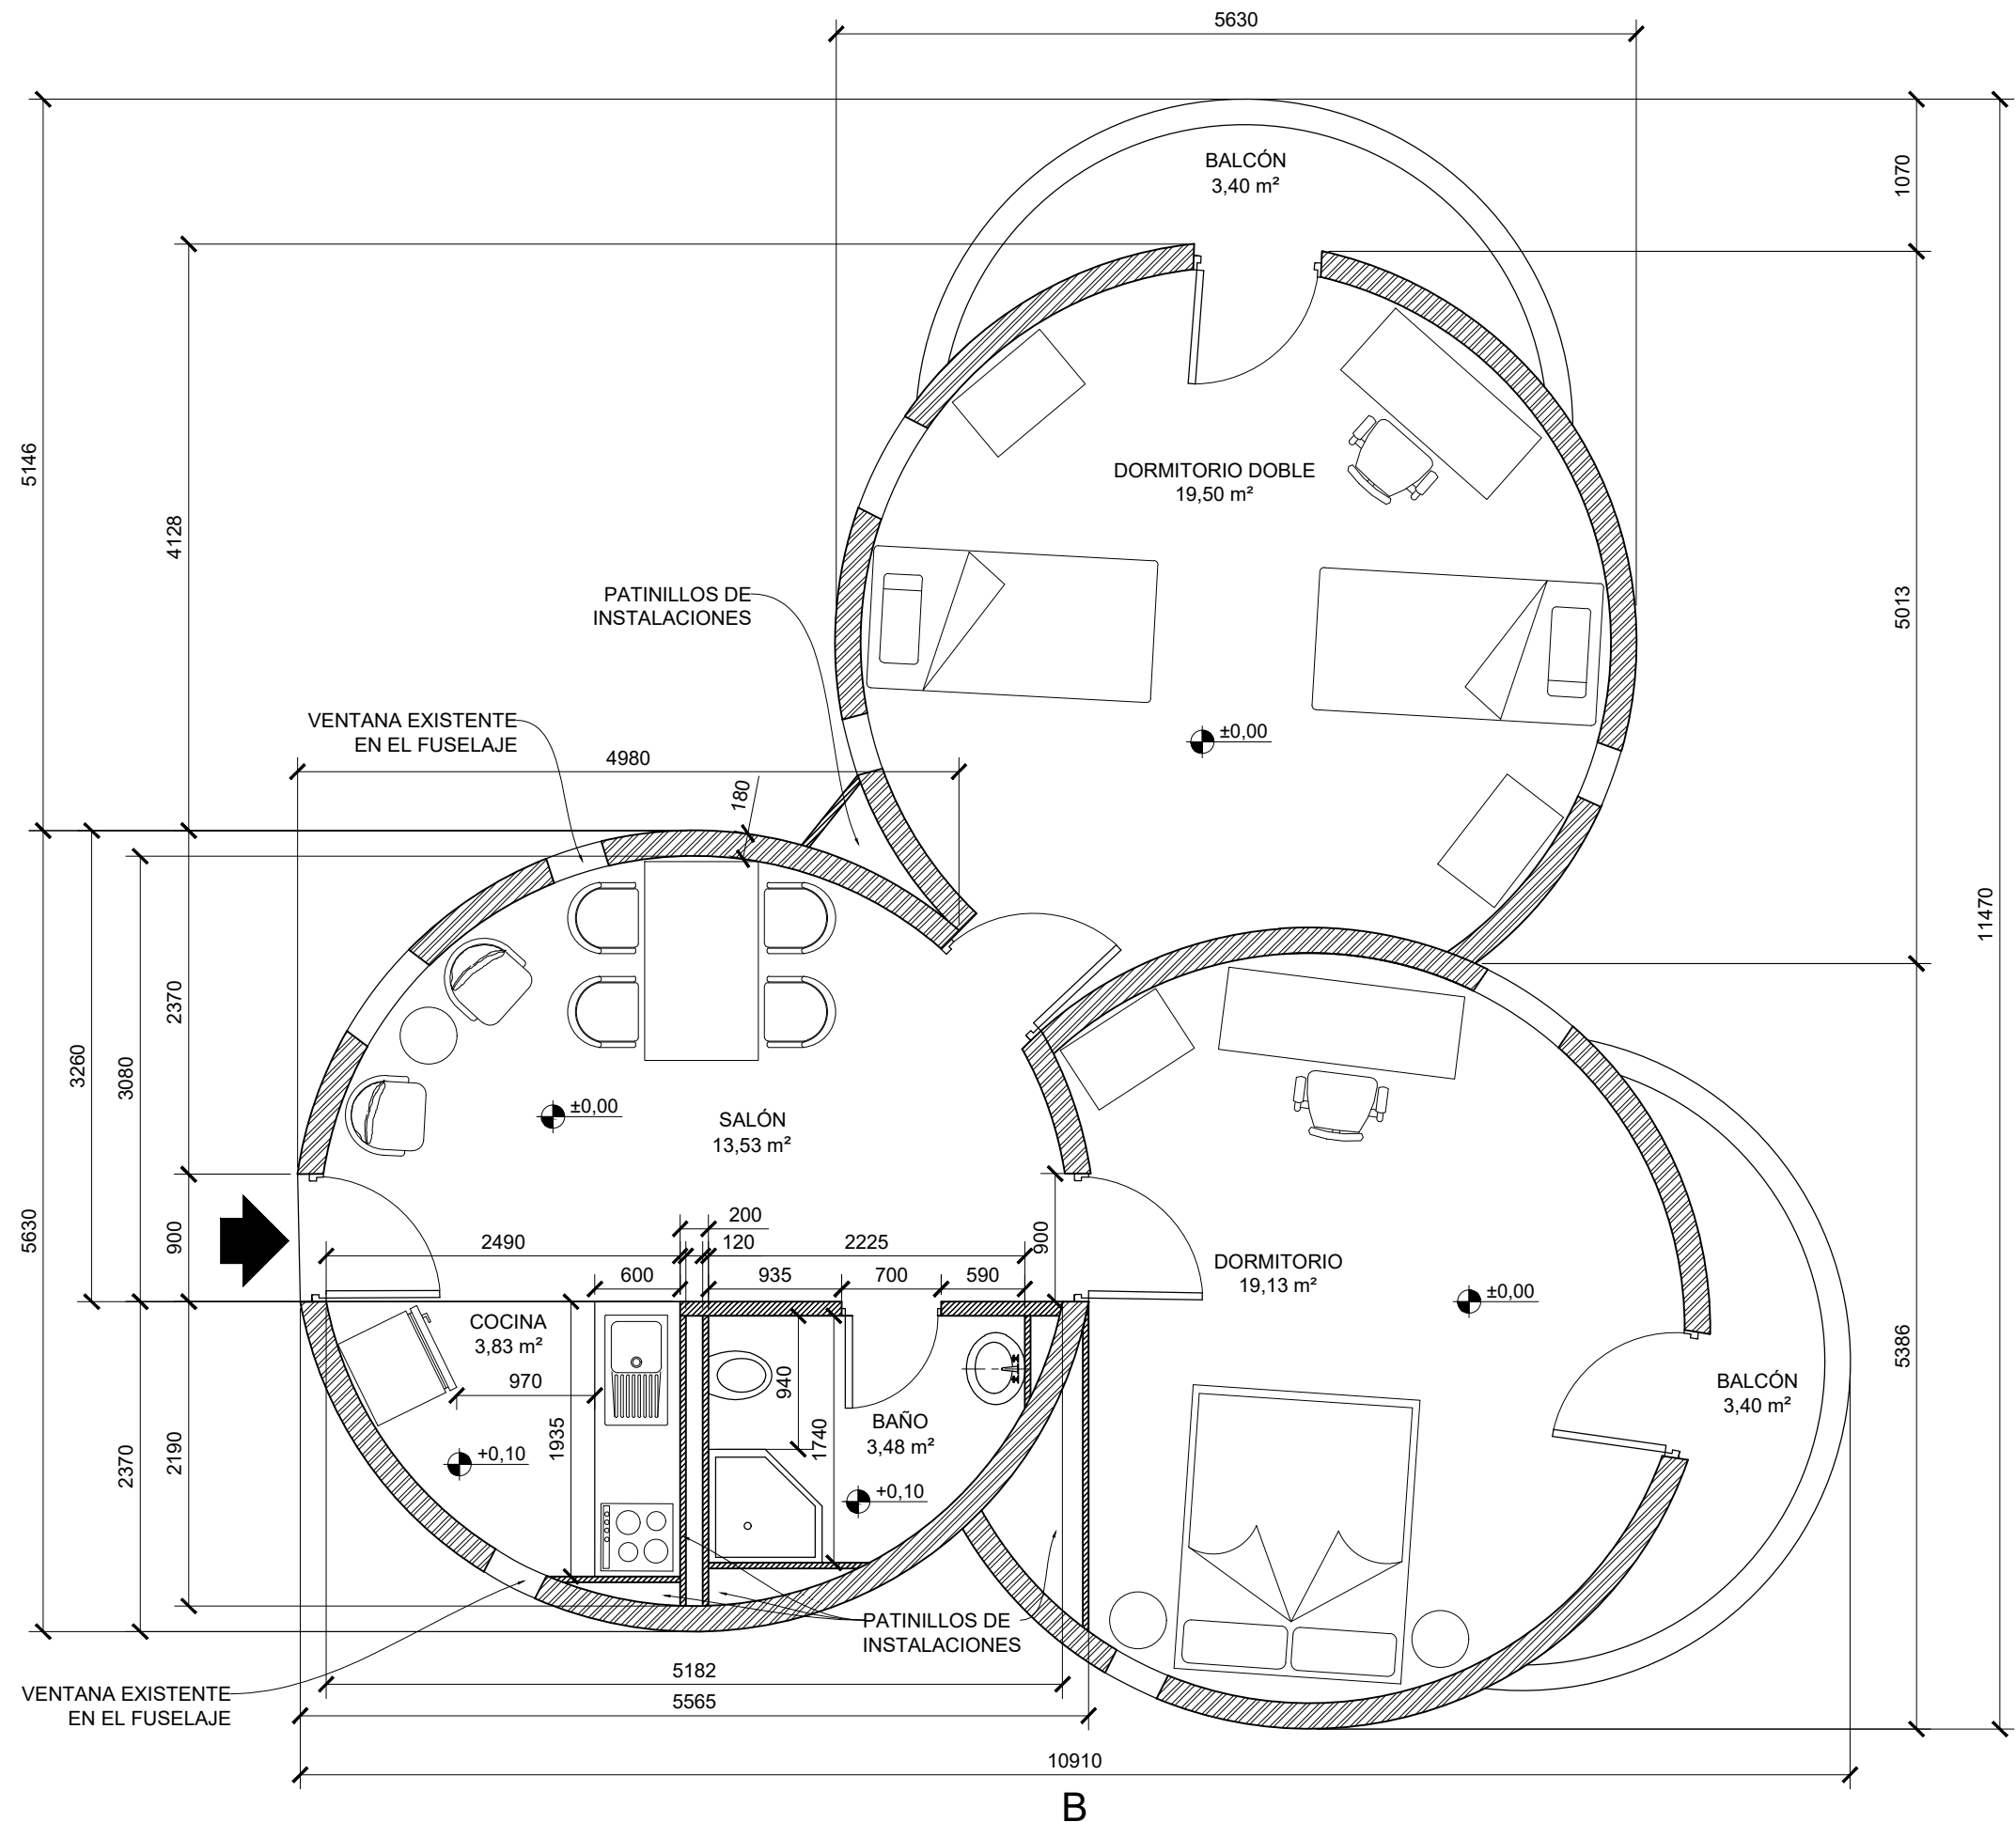 5630
BALCÓN
3,40 m²
1070
5146
4128
DORMITORIO DOBLE
19,50 m²
PATINILLOS DE
INSTALACIONES
5013
VENTANA EXISTENTE
EN EL FUSELAJE
±0,00
4980
180
11470
2370
3260
3080
±0,00
SALÓN
13,53 m²
5630
900
200
2490
120
2225
900
600
935
700
590
DORMITORIO
19,13 m²
±0,00
COCINA
3,83 m²
970
940
BALCÓN
3,40 m²
5386
BAÑO
3,48 m²
1935
1740
2370
2190
+0,10
+0,10
PATINILLOS DE
INSTALACIONES
5182
VENTANA EXISTENTE
EN EL FUSELAJE
5565
10910
B